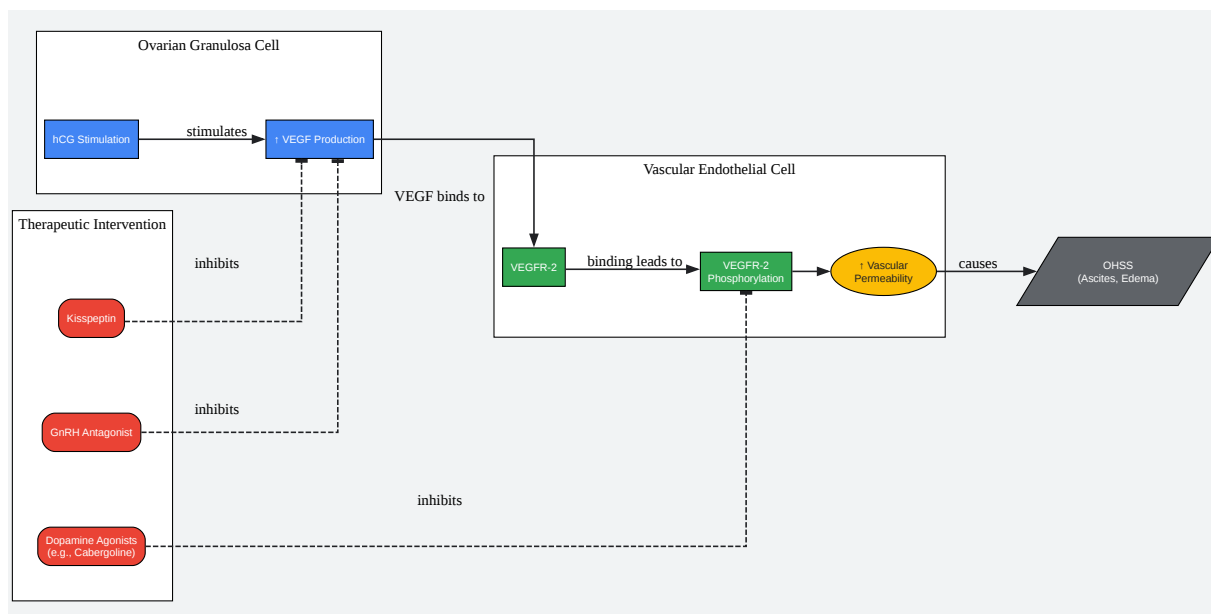 Ovarian Granulosa Cell
hCG Stimulation
stimulates
↑ VEGF Production
VEGF binds to
Vascular Endothelial Cell
VEGFR-2
binding leads to
VEGFR-2
Phosphorylation
↑ Vascular
Permeability
causes
OHSS
(Ascites, Edema)
Therapeutic Intervention
Kisspeptin
inhibits
GnRH Antagonist
inhibits
Dopamine Agonists
(e.g., Cabergoline)
inhibits